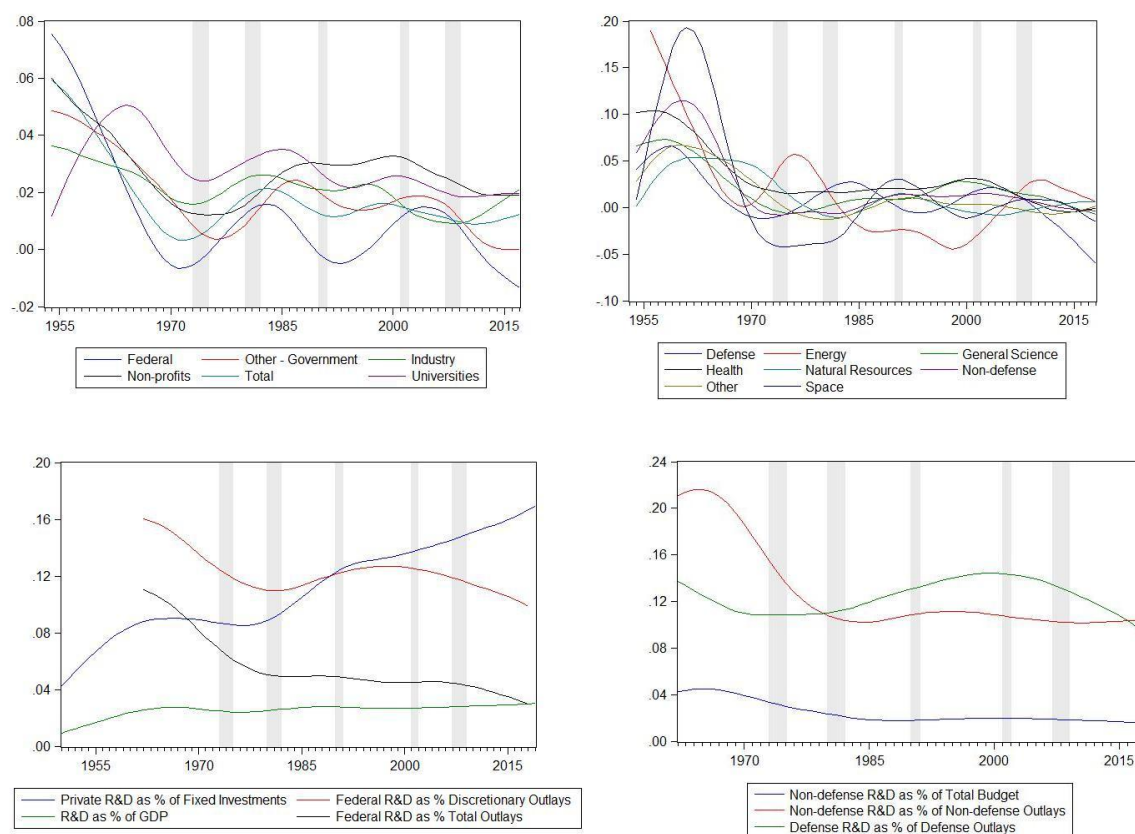 .08
.06
.04
.02
.00
-.02
1955 1970 1985 2000 2015
Federal Other - Government Industry
Non-profits Total Universities
.20
.15
.10
.05
.00
-.05
-.10
1955 1970 1985 2000 2015
Defense Energy General Science
Health Natural Resources Non-defense
Other Space
.20
.16
.12
.08
.04
.00
1955 1970 1985 2000 2015
Private R&D as % of Fixed Investments Federal R&D as % Discretionary Outlays
R&D as % of GDP Federal R&D as % Total Outlays
.24
.20
.16
.12
.08
.04
.00
1970 1985 2000 2015
Non-defense R&D as % of Total Budget
Non-defense R&D as % of Non-defense Outlays
Defense R&D as % of Defense Outlays